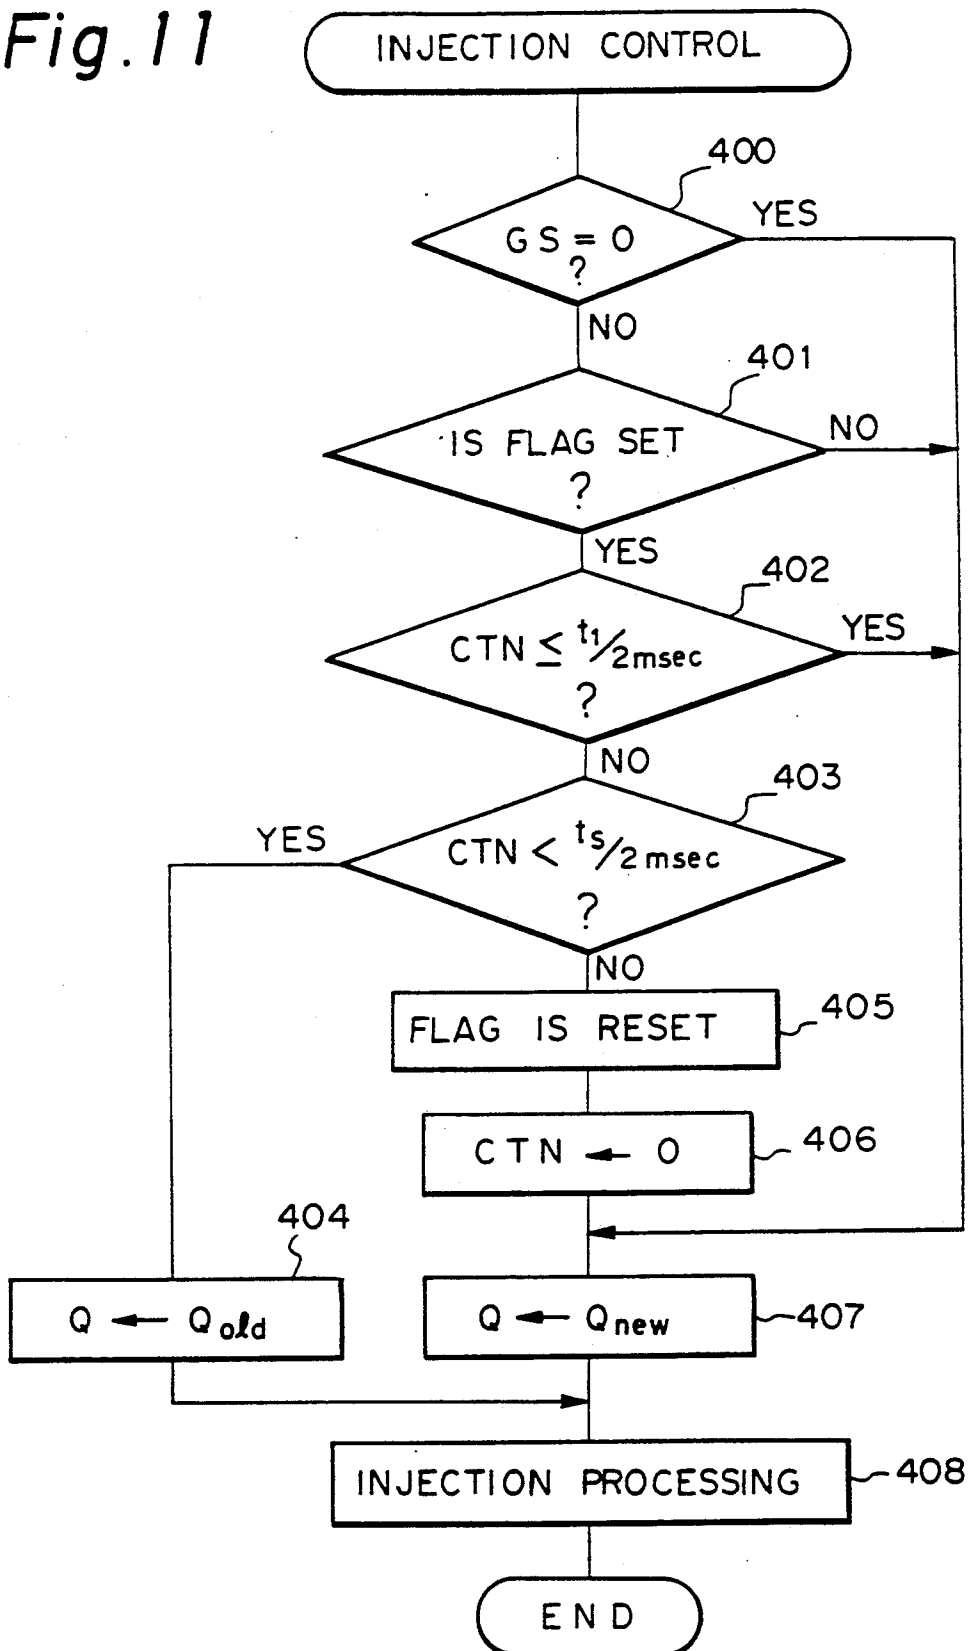 Fig. 11
INJECTION CONTROL
400
GS = 0
?
YES
NO
401
IS FLAG SET
?
NO
YES
402
CTN ≤ t1/2msec
?
YES
NO
403
CTN < ts/2msec
?
YES
NO
FLAG IS RESET
405
CTN ← 0
406
404
Q ← Qold
Q ← Qnew
407
INJECTION PROCESSING
408
END